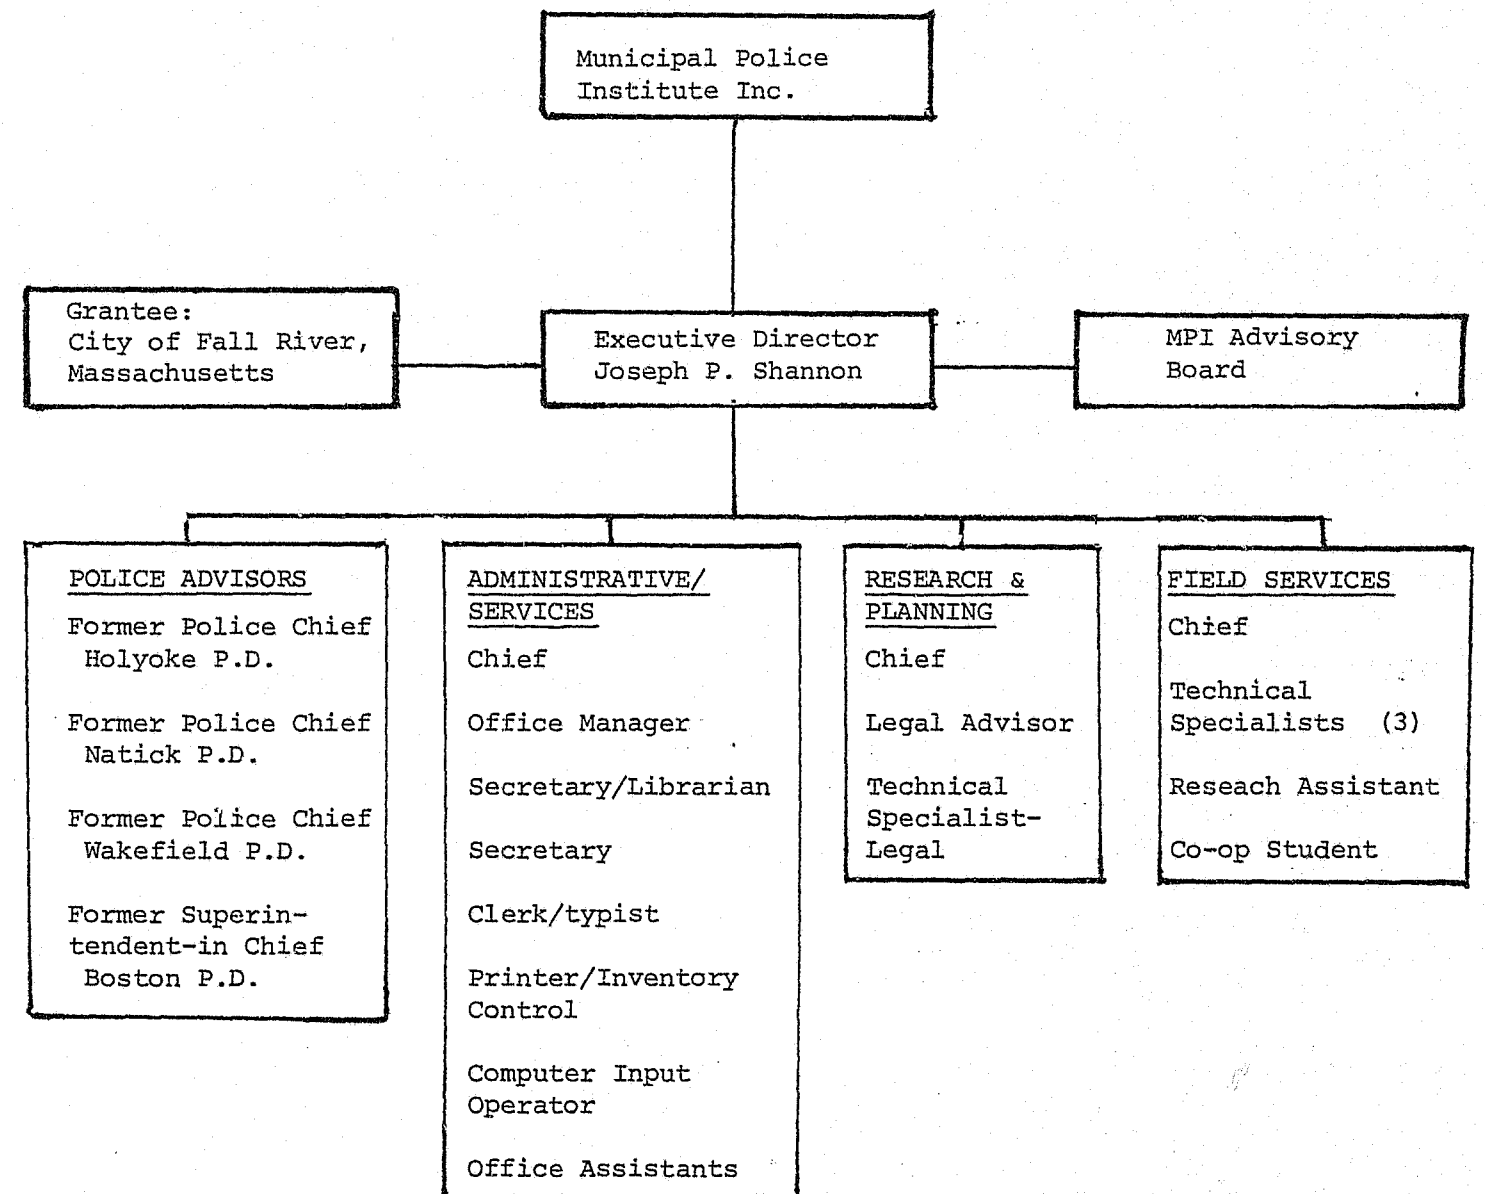 Municipal Police
Institute Inc.
Grantee:
City of Fall River,
Massachusetts
Executive Director
Joseph P. Shannon
MPI Advisory
Board
POLICE ADVISORS
Former Police Chief
Holyoke P.D.
Former Police Chief
Natick P.D.
Former Police Chief
Wakefield P.D.
Former Superin-
tendent-in Chief
Boston P.D.
ADMINISTRATIVE/
SERVICES
Chief
Office Manager
Secretary/Librarian
Secretary
Clerk/typist
Printer/Inventory
Control
Computer Input
Operator
Office Assistants
RESEARCH &
PLANNING
Chief
Legal Advisor
Technical
Specialist-
Legal
FIELD SERVICES
Chief
Technical
Specialists (3)
Reseach Assistant
Co-op Student